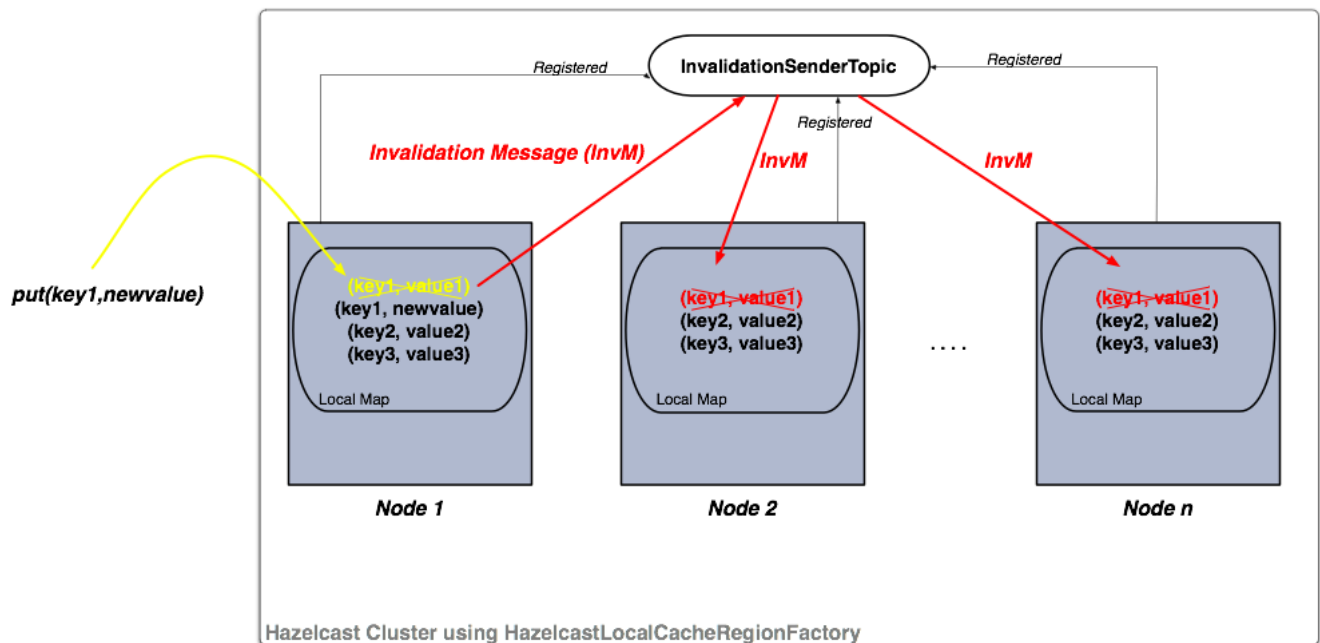 InvalidationSenderTopic
Registered
Registered
Registered
Invalidation Message (InvM)
InvM
InvM
put(key1,newvalue)
(key1, value1)
(key1, newvalue)
(key2, value2)
(key3, value3)
Local Map
Node 1
(key1, value1)
(key2, value2)
(key3, value3)
Local Map
Node 2
. . . .
(key1, value1)
(key2, value2)
(key3, value3)
Local Map
Node n
Hazelcast Cluster using HazelcastLocalCacheRegionFactory